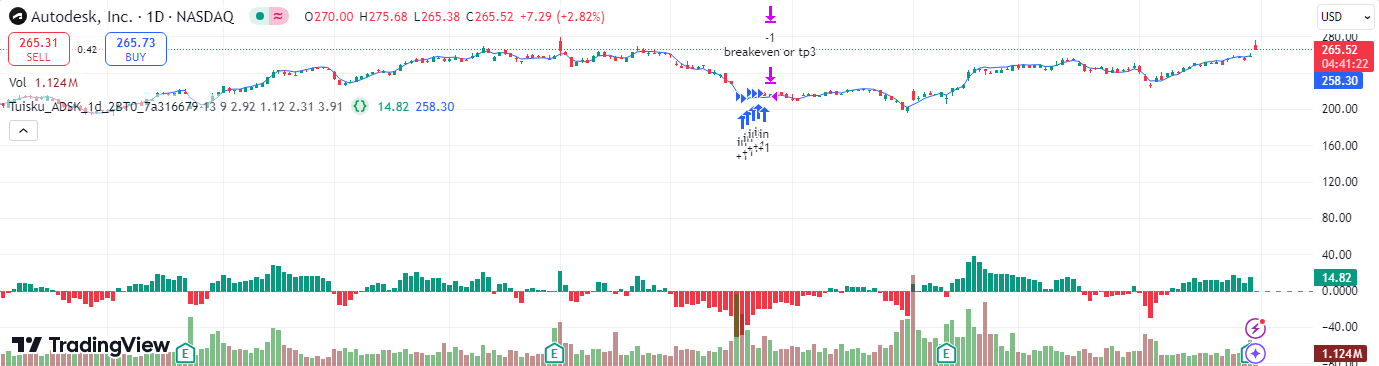 Autodesk, Inc. · 1D · NASDAQ
O270.00 H275.68 L265.38 C265.52 +7.29 (+2.82%)
USD
265.31
SELL
0.42
265.73
BUY
Vol 1.124M
Tuisku_ADSK_1d_2BT0_7a316679 13 9 2.92 1.12 2.31 3.91 {} 14.82 258.30
-1
breakeven or tp3
280.00
265.52
04:41:22
258.30
200.00
160.00
120.00
80.00
40.00
14.82
0.0000
-40.00
1.124M
-80.00
TradingView
E
E
E